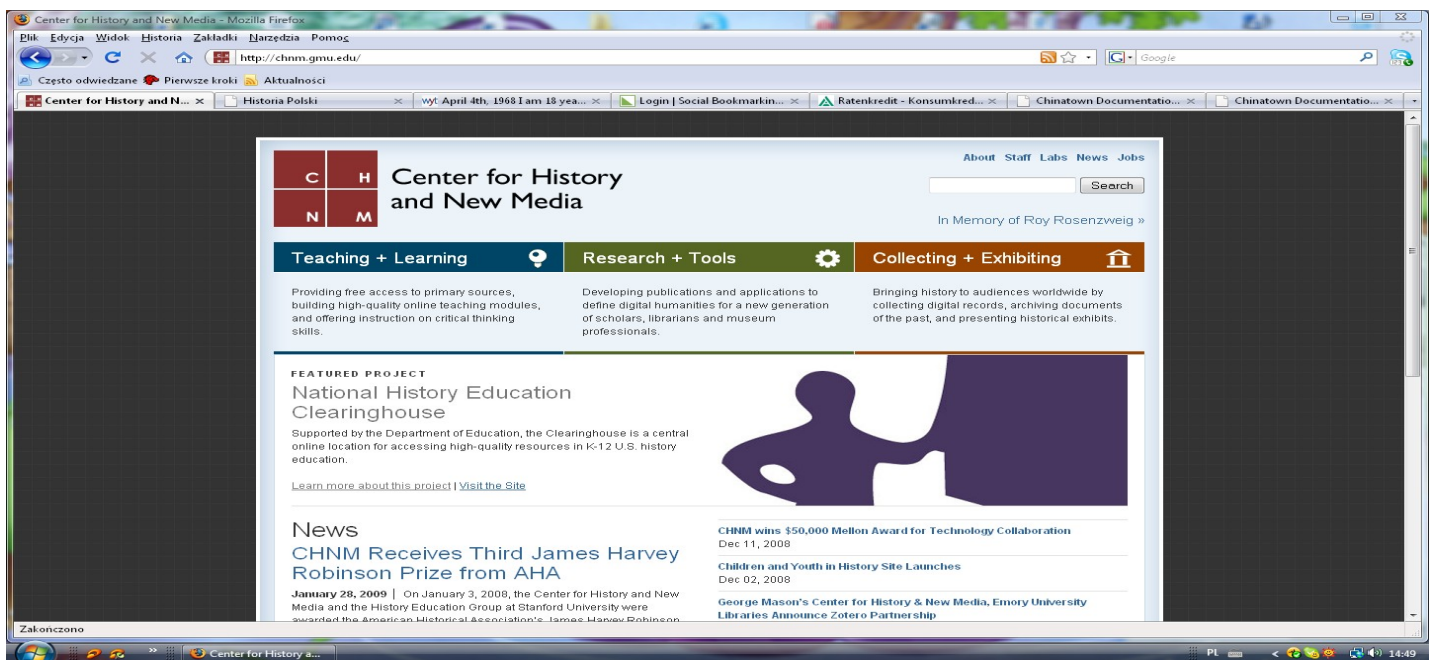 Center for History and New Media - Mozilla Firefox
Plik Edycja Widok Historia Zakładki Narzędzia Pomoc
http://chnm.gmu.edu/
G Google
Często odwiedzane Pierwsze kroki Aktualności
Center for History and N... Historia Polski wyt April 4th, 1968 I am 18 yea... Login | Social Bookmarkin... Ratenkredit - Konsumkred... Chinatown Documentatio... Chinatown Documentatio...
About Staff Labs News Jobs
C H
N M
Center for History
and New Media
Search
In Memory of Roy Rosenzweig »
Teaching + Learning
Providing free access to primary sources,
building high-quality online teaching modules,
and offering instruction on critical thinking
skills.
Research + Tools
Developing publications and applications to
define digital humanities for a new generation
of scholars, librarians and museum
professionals.
Collecting + Exhibiting
Bringing history to audiences worldwide by
collecting digital records, archiving documents
of the past, and presenting historical exhibits.
FEATURED PROJECT
National History Education
Clearinghouse
Supported by the Department of Education, the Clearinghouse is a central
online location for accessing high-quality resources in K-12 U.S. history
education.
Learn more about this project | Visit the Site
News
CHNM Receives Third James Harvey
Robinson Prize from AHA
January 28, 2009 | On January 3, 2008, the Center for History and New
Media and the History Education Group at Stanford University were
awarded the American Historical Association's James Harvey Robinson
CHNM wins $50,000 Mellon Award for Technology Collaboration
Dec 11, 2008
Children and Youth in History Site Launches
Dec 02, 2008
George Mason's Center for History & New Media, Emory University
Libraries Announce Zotero Partnership
Zakończono
Center for History a...
PL
14:49